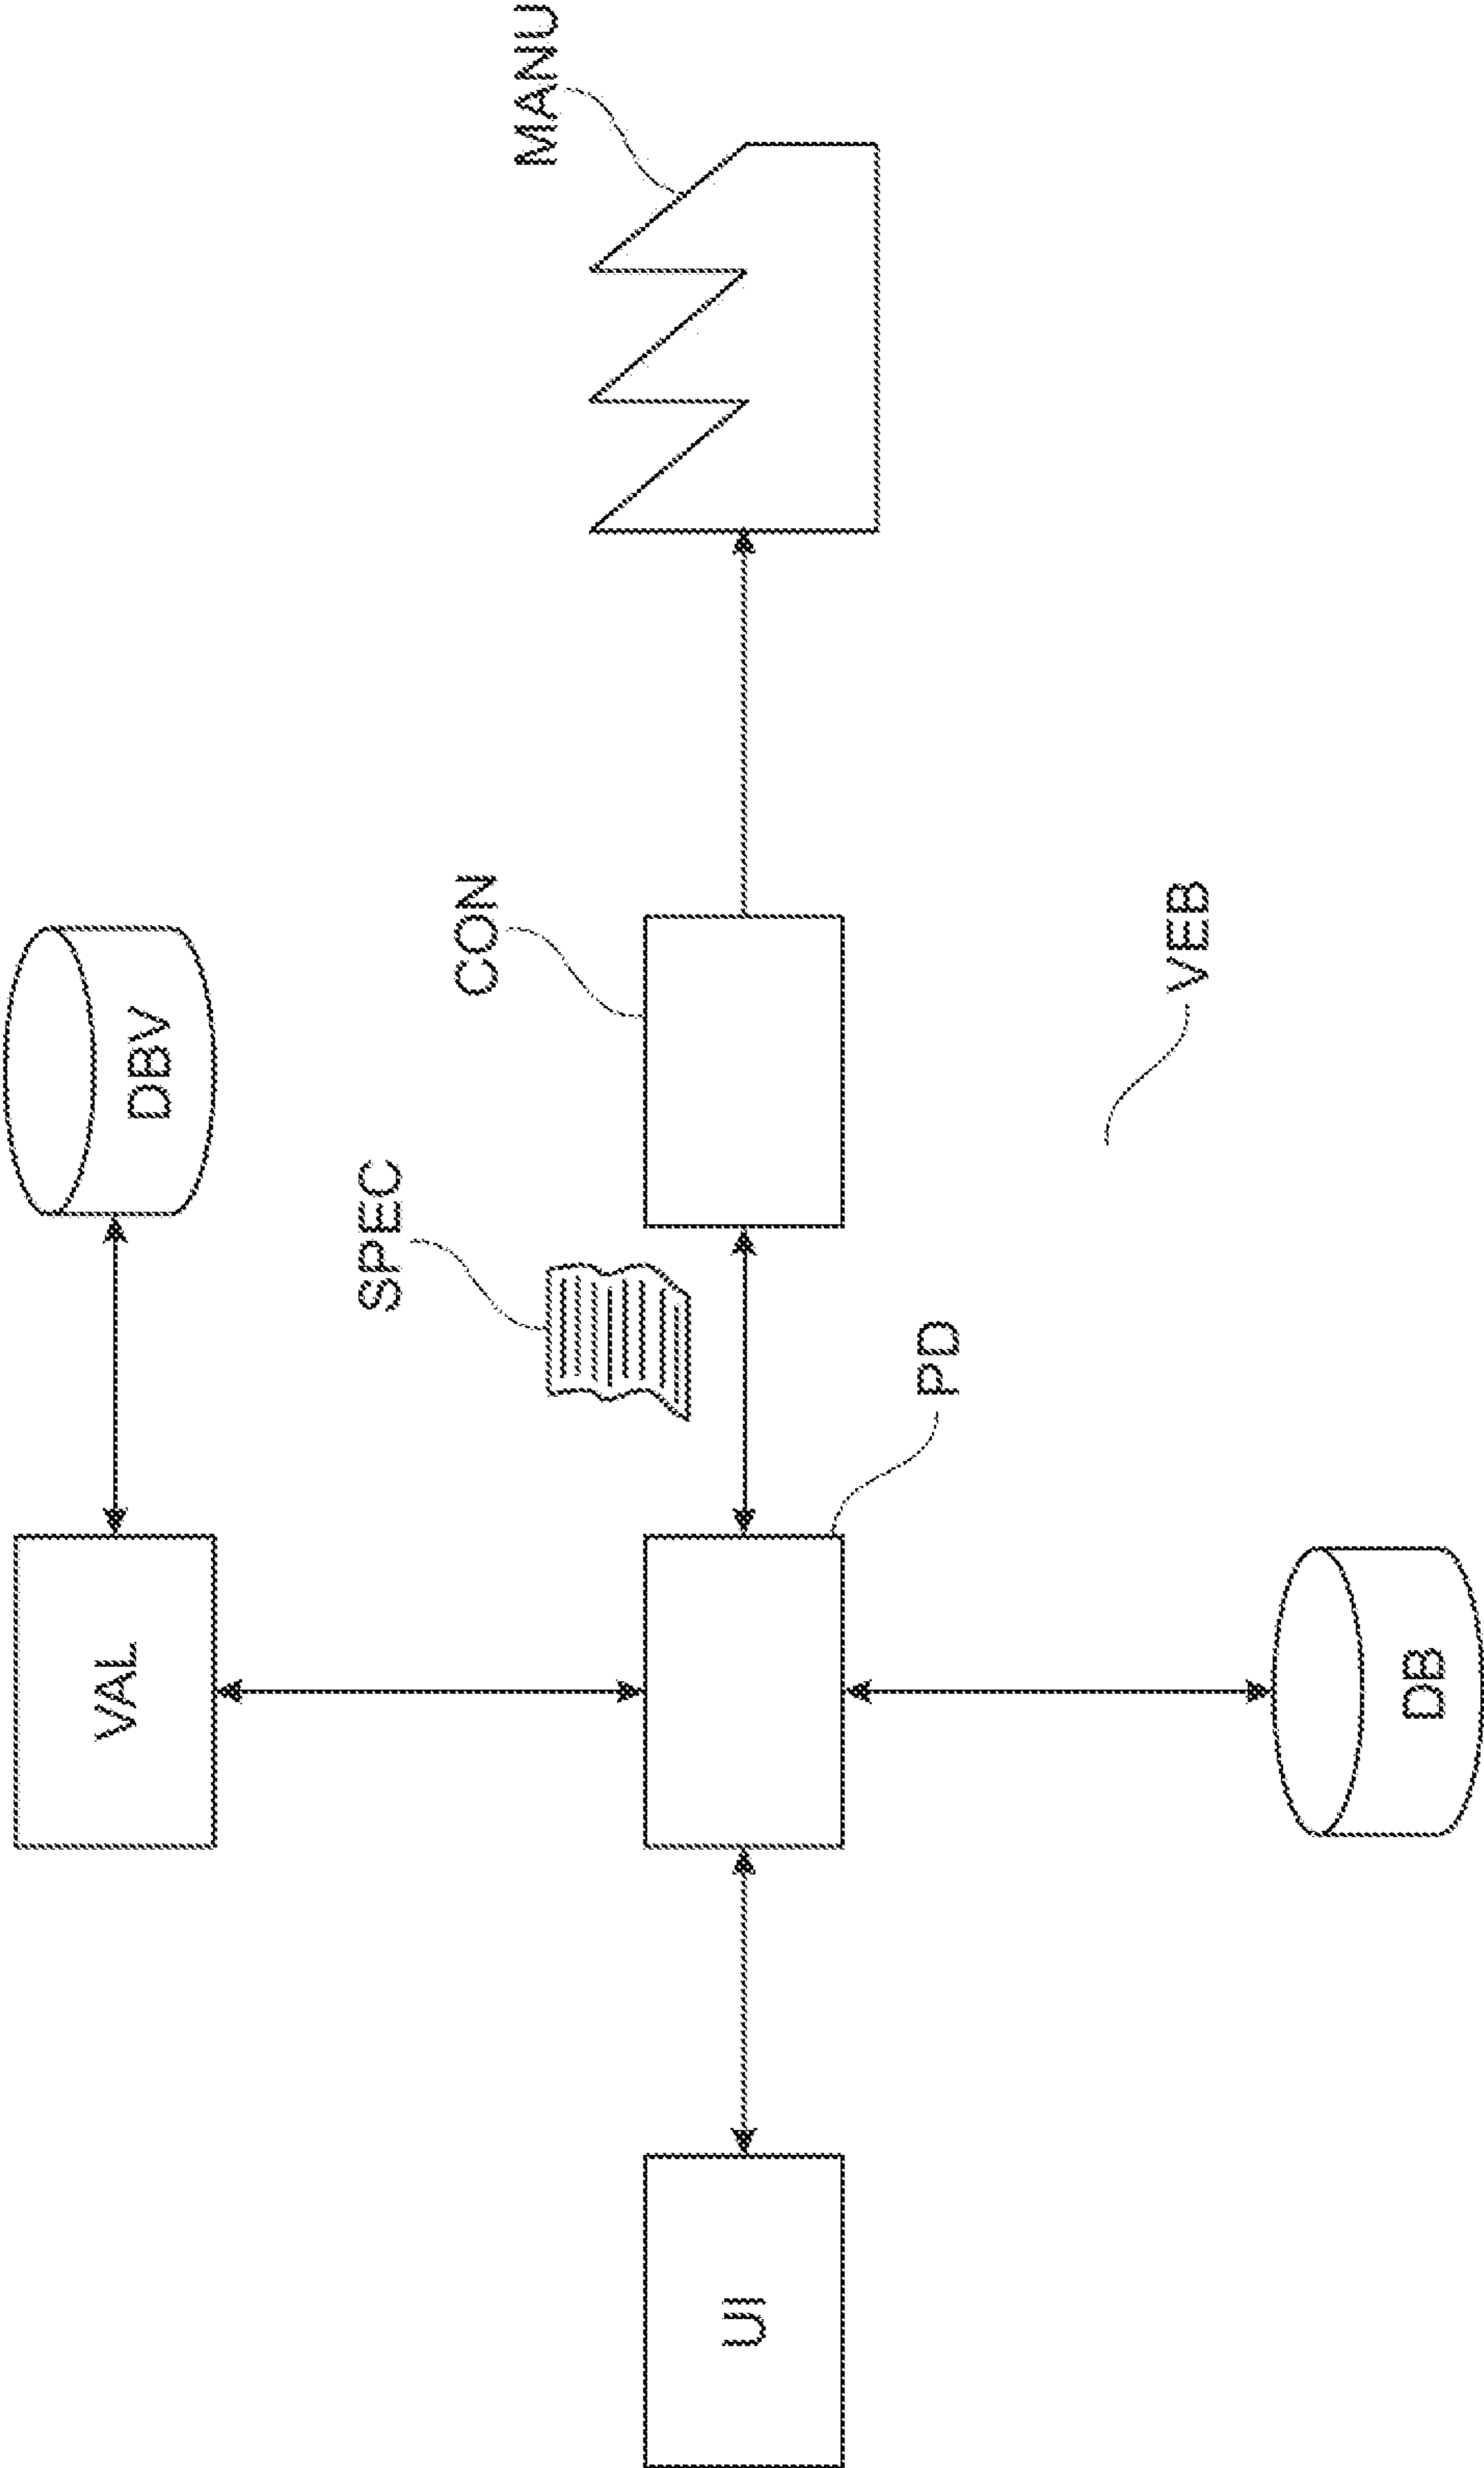 VAL
DBV
SPEC
CON
MANU
UI
PD
DB
VEB